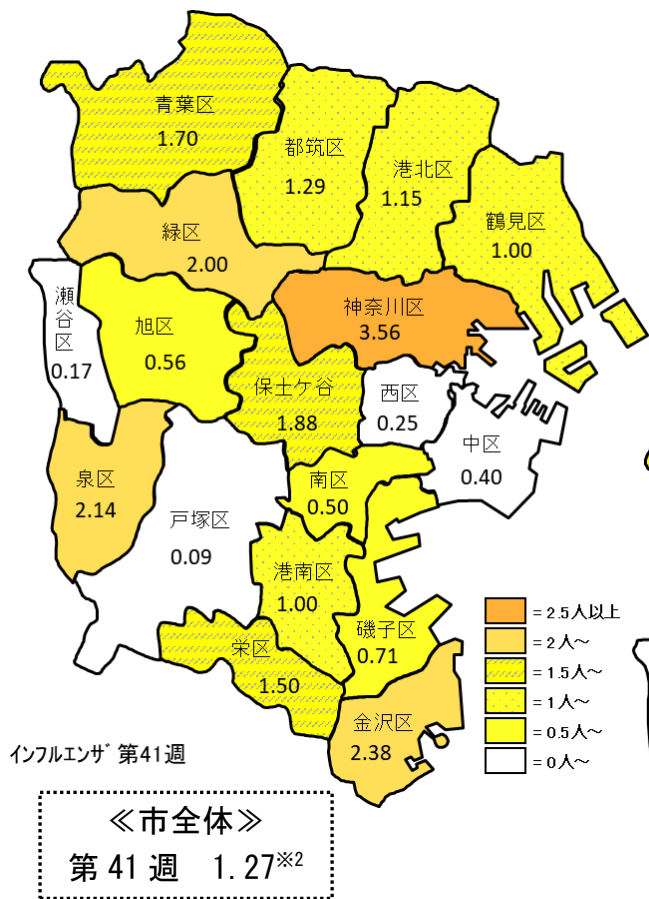 青葉区
1.70
都筑区
1.29
港北区
1.15
鶴見区
1.00
緑区
2.00
神奈川区
3.56
瀬谷区
0.17
旭区
0.56
保土ケ谷
1.88
西区
0.25
中区
0.40
泉区
2.14
戸塚区
0.09
南区
0.50
港南区
1.00
磯子区
0.71
栄区
1.50
金沢区
2.38
= 2.5人以上
= 2人～
= 1.5人～
= 1人～
= 0.5人～
= 0人～
インフルエンザ 第41週
≪市全体≫
第 41 週 1.27※2